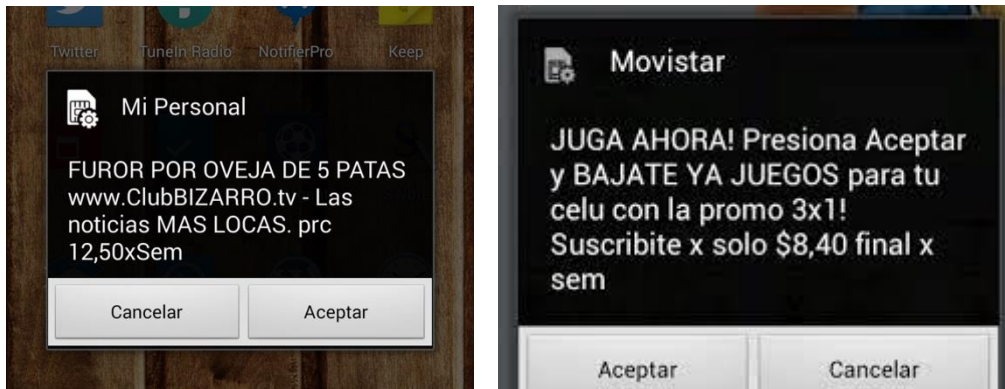 Twitter
TuneIn Radio
NotifierPro
Keep
Mi Personal
FUROR POR OVEJA DE 5 PATAS
www.ClubBIZARRO.tv - Las
noticias MAS LOCAS. prc
12,50xSem
Cancelar
Aceptar
Movistar
JUGA AHORA! Presiona Aceptar
y BAJATE YA JUEGOS para tu
celu con la promo 3x1!
Suscribite x solo $8,40 final x
sem
Aceptar
Cancelar